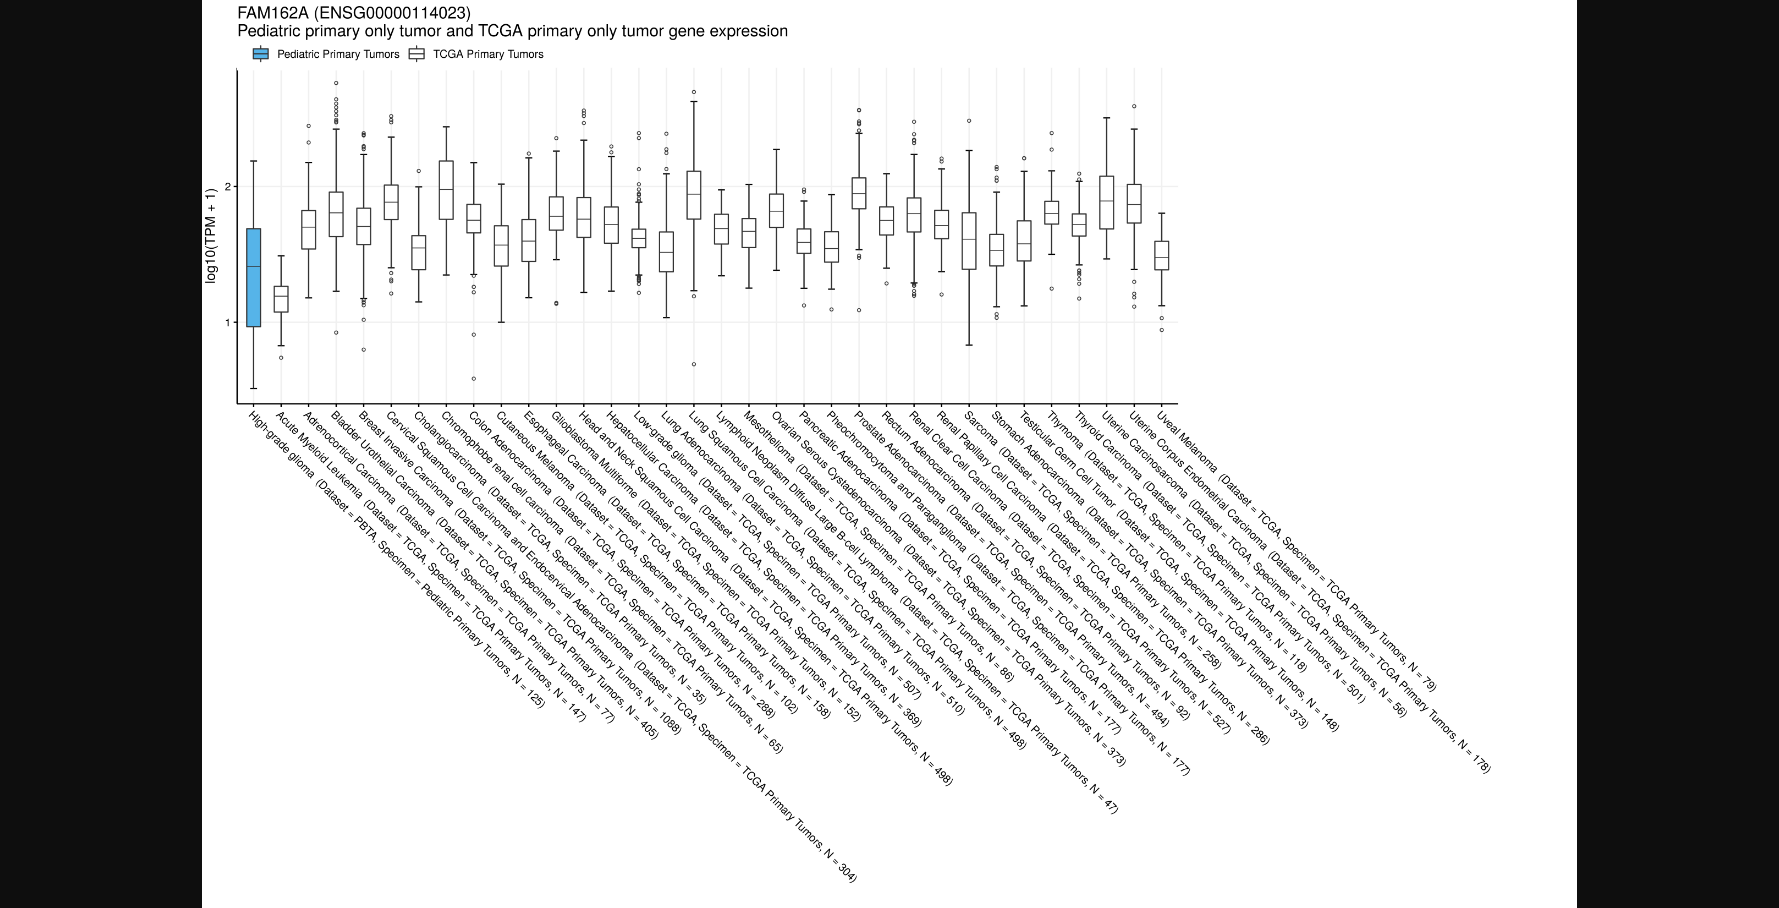 FAM162A (ENSG00000114023)
Pediatric primary only tumor and TCGA primary only tumor gene expression
Pediatric Primary Tumors
TCGA Primary Tumors
log10(TPM + 1)
2
1
High-grade glioma (Dataset = PBTA, Specimen = Pediatric Primary Tumors, N = 125)
Acute Myeloid Leukemia (Dataset = TCGA, Specimen = TCGA Primary Tumors, N = 147)
Adrenocortical Carcinoma (Dataset = TCGA, Specimen = TCGA Primary Tumors, N = 77)
Bladder Urothelial Carcinoma (Dataset = TCGA, Specimen = TCGA Primary Tumors, N = 405)
Breast Invasive Carcinoma (Dataset = TCGA, Specimen = TCGA Primary Tumors, N = 1088)
Cervical Squamous Cell Carcinoma and Endocervical Adenocarcinoma (Dataset = TCGA, Specimen = TCGA Primary Tumors, N = 304)
Cholangiocarcinoma (Dataset = TCGA, Specimen = TCGA Primary Tumors, N = 35)
Chromophobe renal cell carcinoma (Dataset = TCGA, Specimen = TCGA Primary Tumors, N = 65)
Colon Adenocarcinoma (Dataset = TCGA, Specimen = TCGA Primary Tumors, N = 288)
Cutaneous Melanoma (Dataset = TCGA, Specimen = TCGA Primary Tumors, N = 102)
Esophageal Carcinoma (Dataset = TCGA, Specimen = TCGA Primary Tumors, N = 158)
Glioblastoma Multiforme (Dataset = TCGA, Specimen = TCGA Primary Tumors, N = 152)
Head and Neck Squamous Cell Carcinoma (Dataset = TCGA, Specimen = TCGA Primary Tumors, N = 498)
Hepatocellular Carcinoma (Dataset = TCGA, Specimen = TCGA Primary Tumors, N = 369)
Low-grade glioma (Dataset = TCGA, Specimen = TCGA Primary Tumors, N = 507)
Lung Adenocarcinoma (Dataset = TCGA, Specimen = TCGA Primary Tumors, N = 510)
Lung Squamous Cell Carcinoma (Dataset = TCGA, Specimen = TCGA Primary Tumors, N = 498)
Lymphoid Neoplasm Diffuse Large B-cell Lymphoma (Dataset = TCGA, Specimen = TCGA Primary Tumors, N = 47)
Mesothelioma (Dataset = TCGA, Specimen = TCGA Primary Tumors, N = 86)
Ovarian Serous Cystadenocarcinoma (Dataset = TCGA, Specimen = TCGA Primary Tumors, N = 373)
Pancreatic Adenocarcinoma (Dataset = TCGA, Specimen = TCGA Primary Tumors, N = 177)
Pheochromocytoma and Paraganglioma (Dataset = TCGA, Specimen = TCGA Primary Tumors, N = 177)
Prostate Adenocarcinoma (Dataset = TCGA, Specimen = TCGA Primary Tumors, N = 494)
Rectum Adenocarcinoma (Dataset = TCGA, Specimen = TCGA Primary Tumors, N = 92)
Renal Clear Cell Carcinoma (Dataset = TCGA, Specimen = TCGA Primary Tumors, N = 527)
Renal Papillary Cell Carcinoma (Dataset = TCGA, Specimen = TCGA Primary Tumors, N = 286)
Sarcoma (Dataset = TCGA, Specimen = TCGA Primary Tumors, N = 258)
Stomach Adenocarcinoma (Dataset = TCGA, Specimen = TCGA Primary Tumors, N = 373)
Testicular Germ Cell Tumor (Dataset = TCGA, Specimen = TCGA Primary Tumors, N = 148)
Thymoma (Dataset = TCGA, Specimen = TCGA Primary Tumors, N = 118)
Thyroid Carcinoma (Dataset = TCGA, Specimen = TCGA Primary Tumors, N = 501)
Uterine Carcinosarcoma (Dataset = TCGA, Specimen = TCGA Primary Tumors, N = 56)
Uterine Corpus Endometrial Carcinoma (Dataset = TCGA, Specimen = TCGA Primary Tumors, N = 178)
Uveal Melanoma (Dataset = TCGA, Specimen = TCGA Primary Tumors, N = 79)